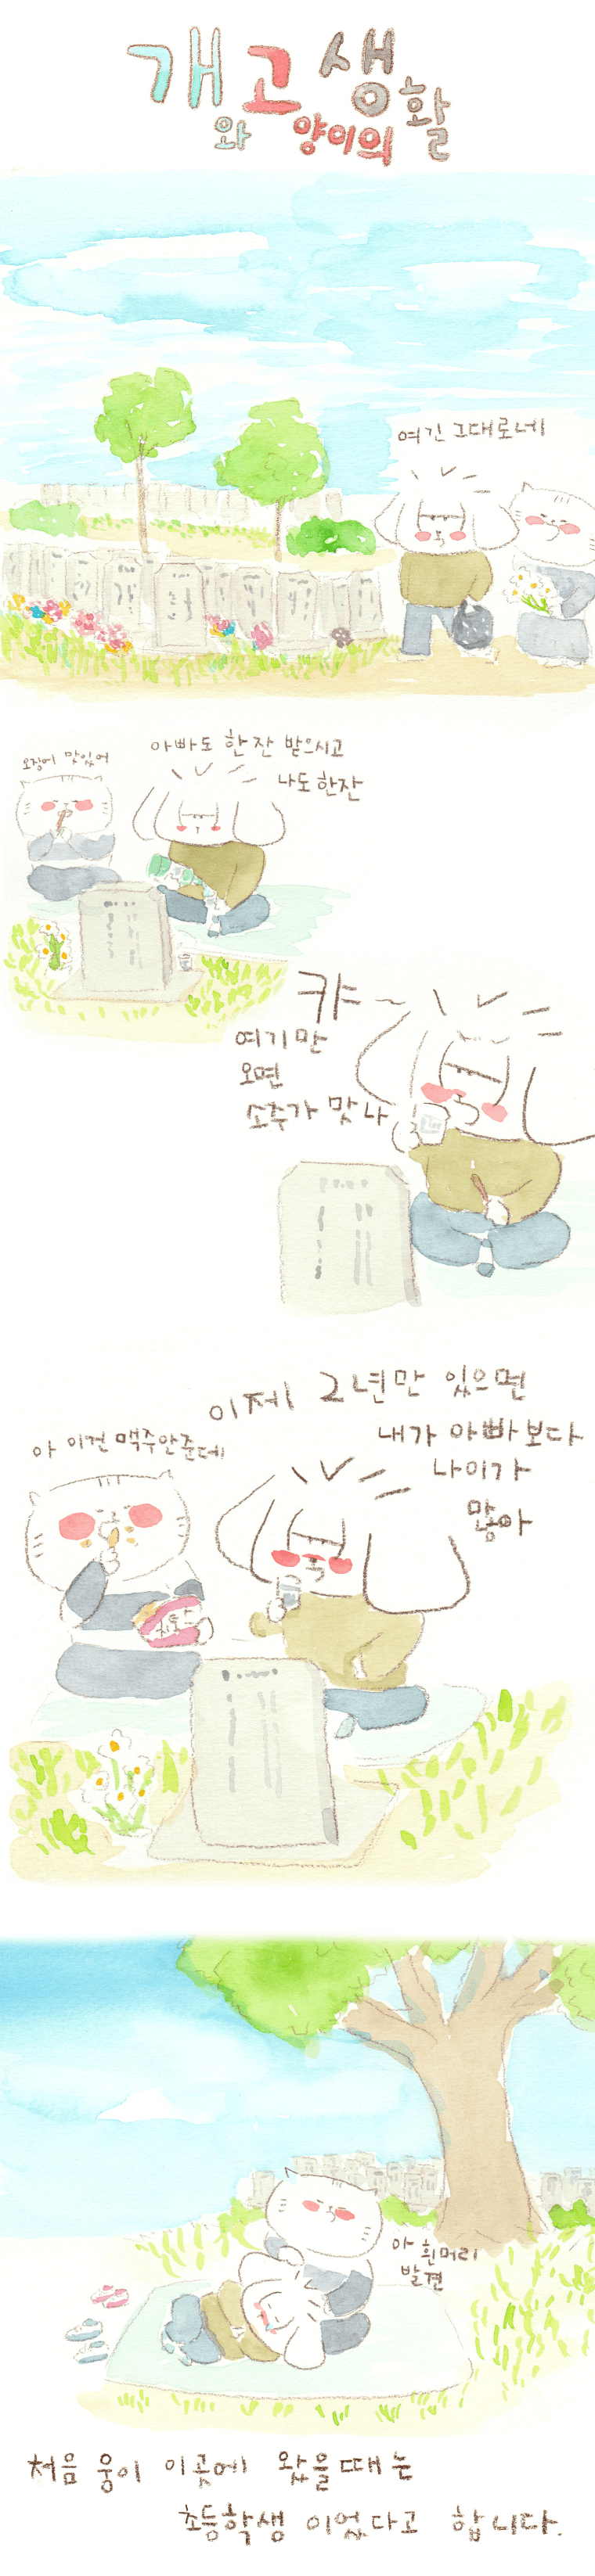 개와 고양이의 생활
여긴 그대로네
오징어 맛있어
아빠도 한잔 받으시고
나도 한잔
캬~
여기만
오면
소주가 맛나
이제 2년만 있으면
내가 아빠보다
나이가
많아
아 이건 맥주안준데
아 흰머리
발견
처음 웅이 이곳에 왔을때는
초등학생 이었다고 합니다.